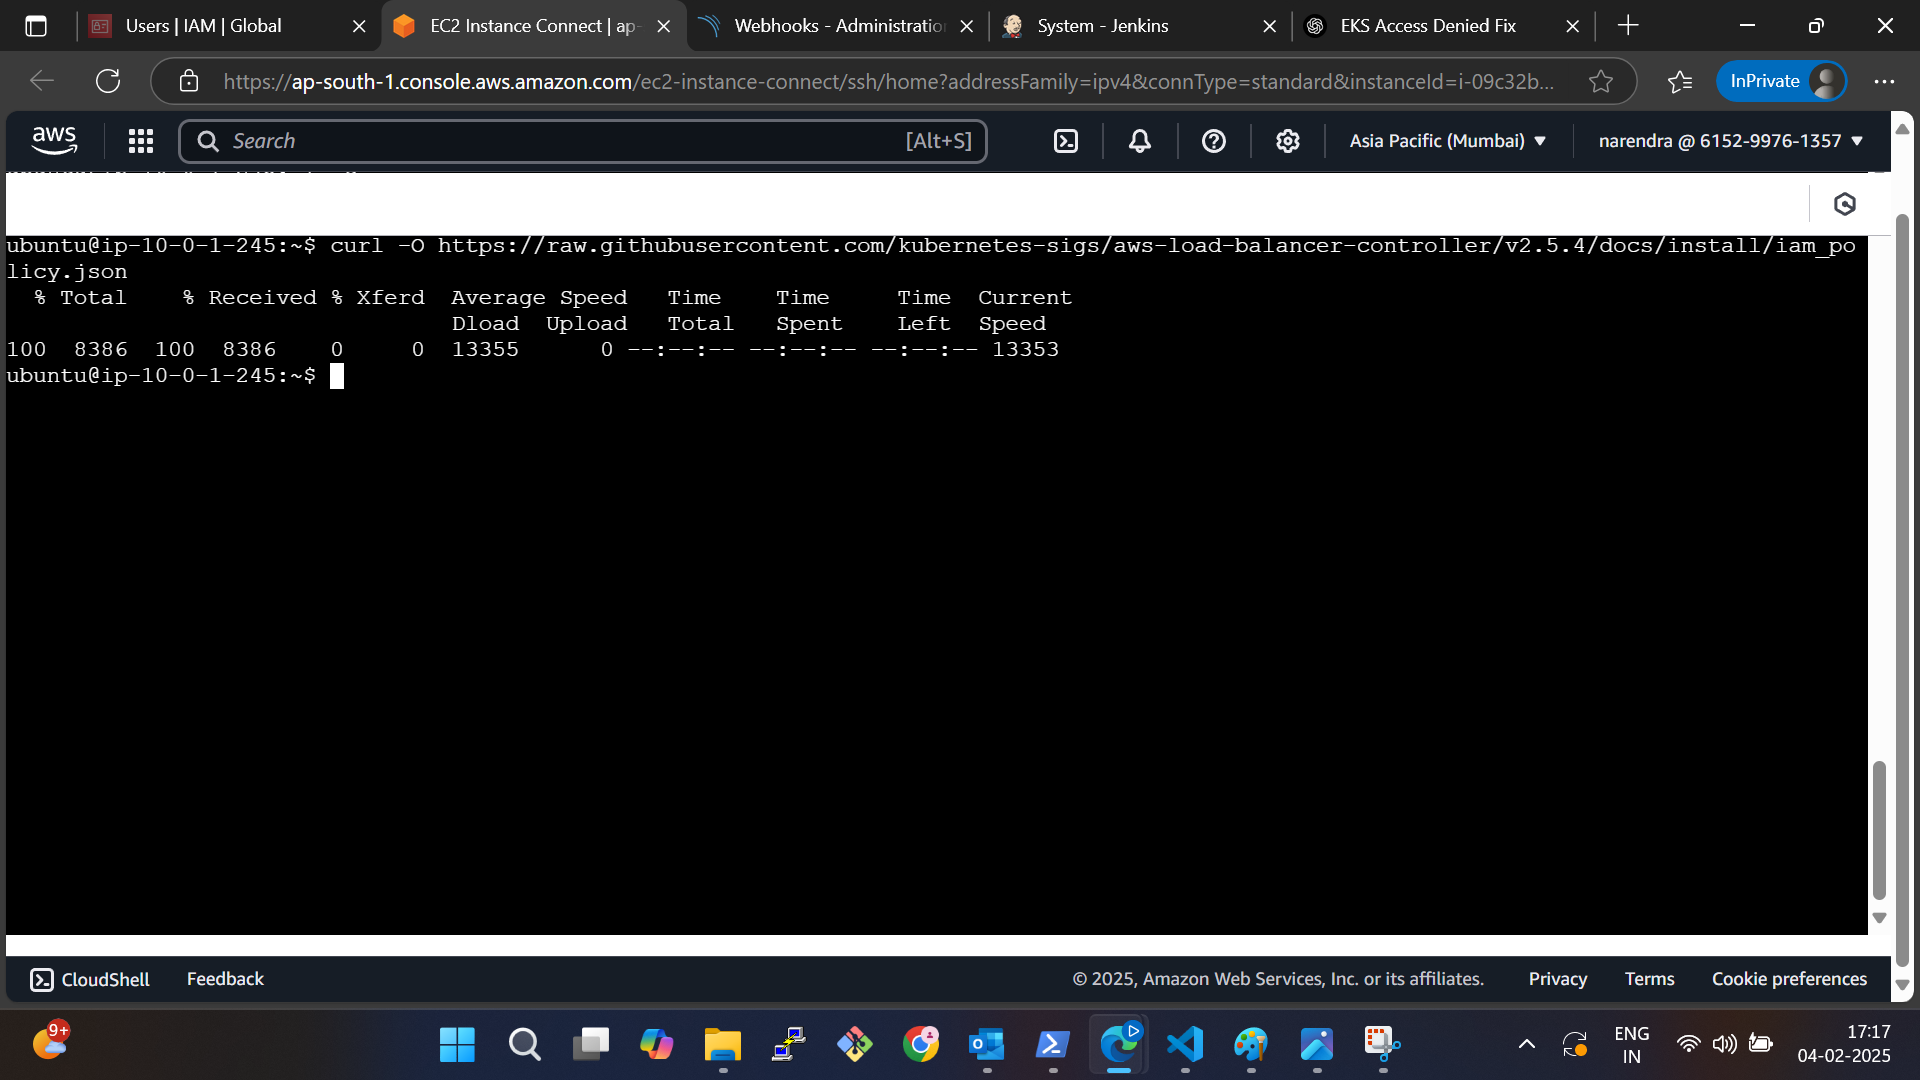 Users | IAM | Global
EC2 Instance Connect | ap-
Webhooks - Administratio
System - Jenkins
EKS Access Denied Fix
https://ap-south-1.console.aws.amazon.com/ec2-instance-connect/ssh/home?addressFamily=ipv4&connType=standard&instanceId=i-09c32b...
InPrivate
aws
Search
[Alt+S]
Asia Pacific (Mumbai)
narendra @ 6152-9976-1357
ubuntu@ip-10-0-1-245:~$ curl -O https://raw.githubusercontent.com/kubernetes-sigs/aws-load-balancer-controller/v2.5.4/docs/install/iam_po
licy.json
% Total % Received % Xferd Average Speed Time Time Time Current
Dload Upload Total Spent Left Speed
100 8386 100 8386 0 0 13355 0 --:--:-- --:--:-- --:--:-- 13353
ubuntu@ip-10-0-1-245:~$
CloudShell
Feedback
© 2025, Amazon Web Services, Inc. or its affiliates.
Privacy
Terms
Cookie preferences
9+
ENG
IN
17:17
04-02-2025